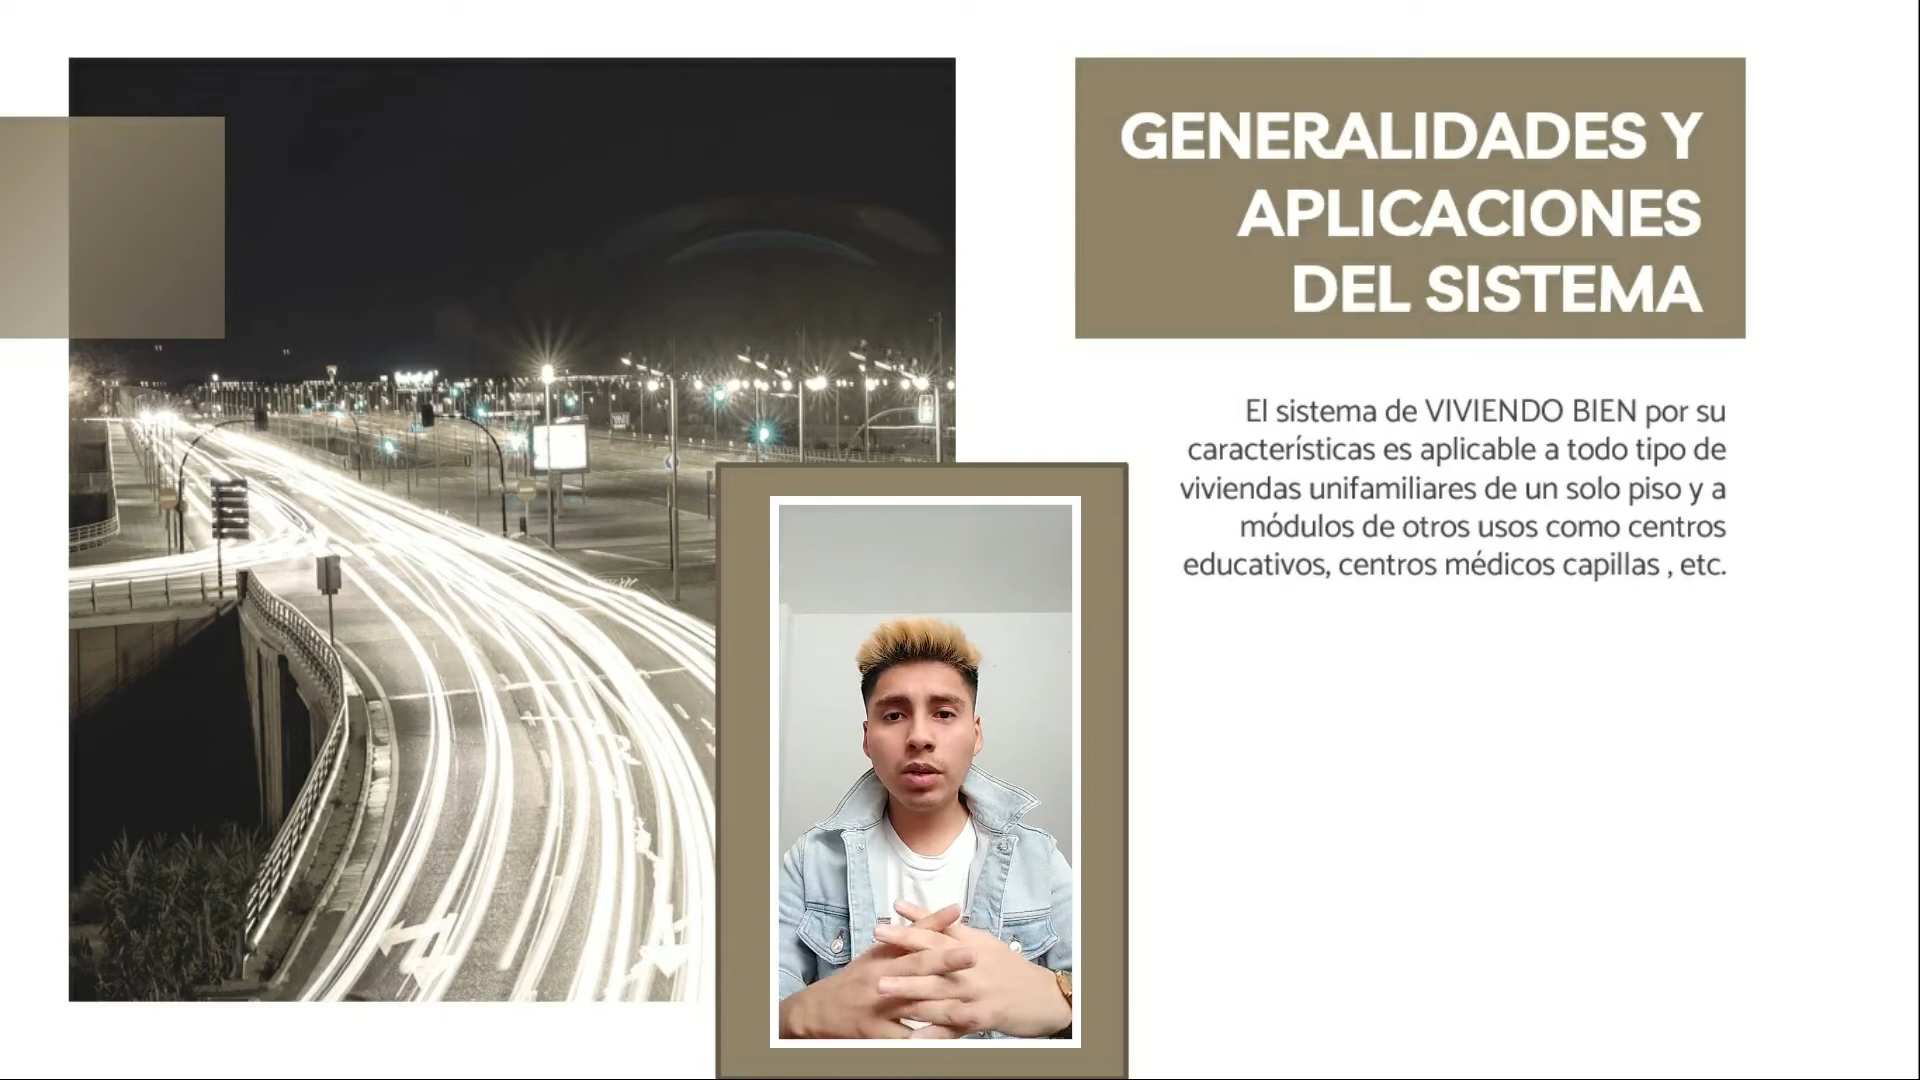 GENERALIDADES Y
APLICACIONES
DEL SISTEMA
El sistema de VIVIENDO BIEN por su
características es aplicable a todo tipo de
viviendas unifamiliares de un solo piso y a
módulos de otros usos como centros
educativos, centros médicos capillas , etc.